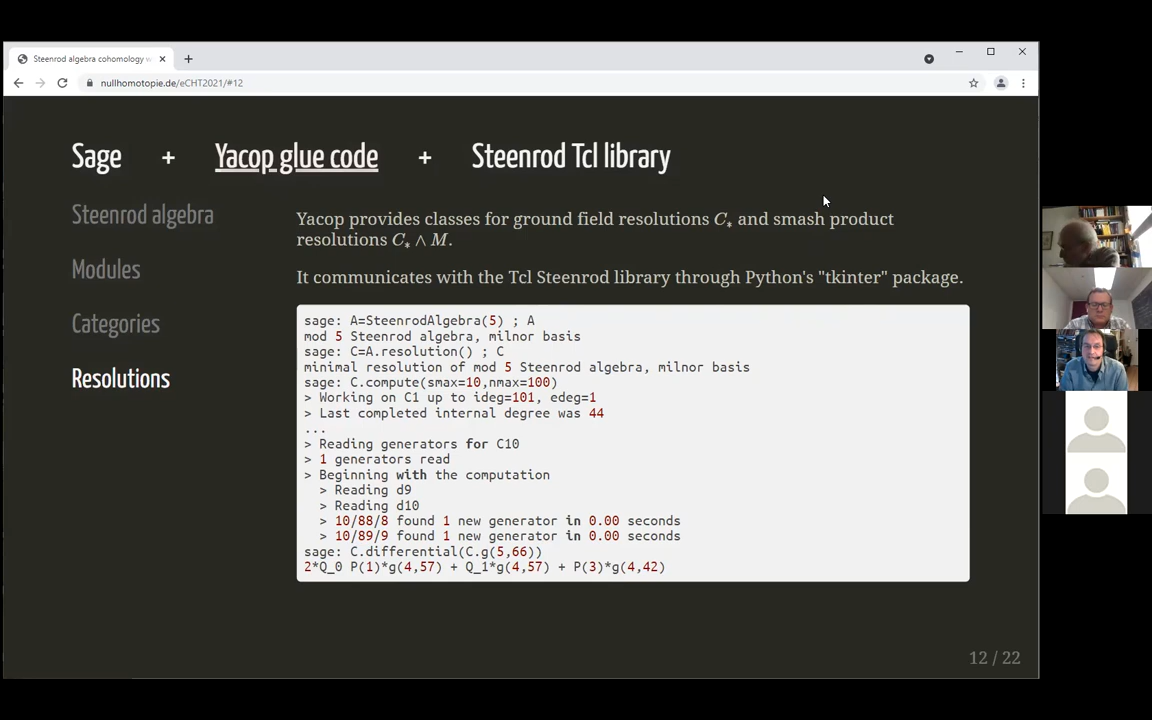 Steenrod algebra cohomology w
nullhomotopie.de/eCHT2021/#12
Sage + Yacop glue code + Steenrod Tcl library
Steenrod algebra
Modules
Categories
Resolutions
Yacop provides classes for ground field resolutions C* and smash product
resolutions C* ∧ M.
It communicates with the Tcl Steenrod library through Python's "tkinter" package.
sage: A=SteenrodAlgebra(5) ; A
mod 5 Steenrod algebra, milnor basis
sage: C=A.resolution() ; C
minimal resolution of mod 5 Steenrod algebra, milnor basis
sage: C.compute(smax=10,nmax=100)
> Working on C1 up to ideg=101, edeg=1
> Last completed internal degree was 44
...
> Reading generators for C10
> 1 generators read
> Beginning with the computation
> Reading d9
> Reading d10
> 10/88/8 found 1 new generator in 0.00 seconds
> 10/89/9 found 1 new generator in 0.00 seconds
sage: C.differential(C.g(5,66))
2*Q_0 P(1)*g(4,57) + Q_1*g(4,57) + P(3)*g(4,42)
12 / 22